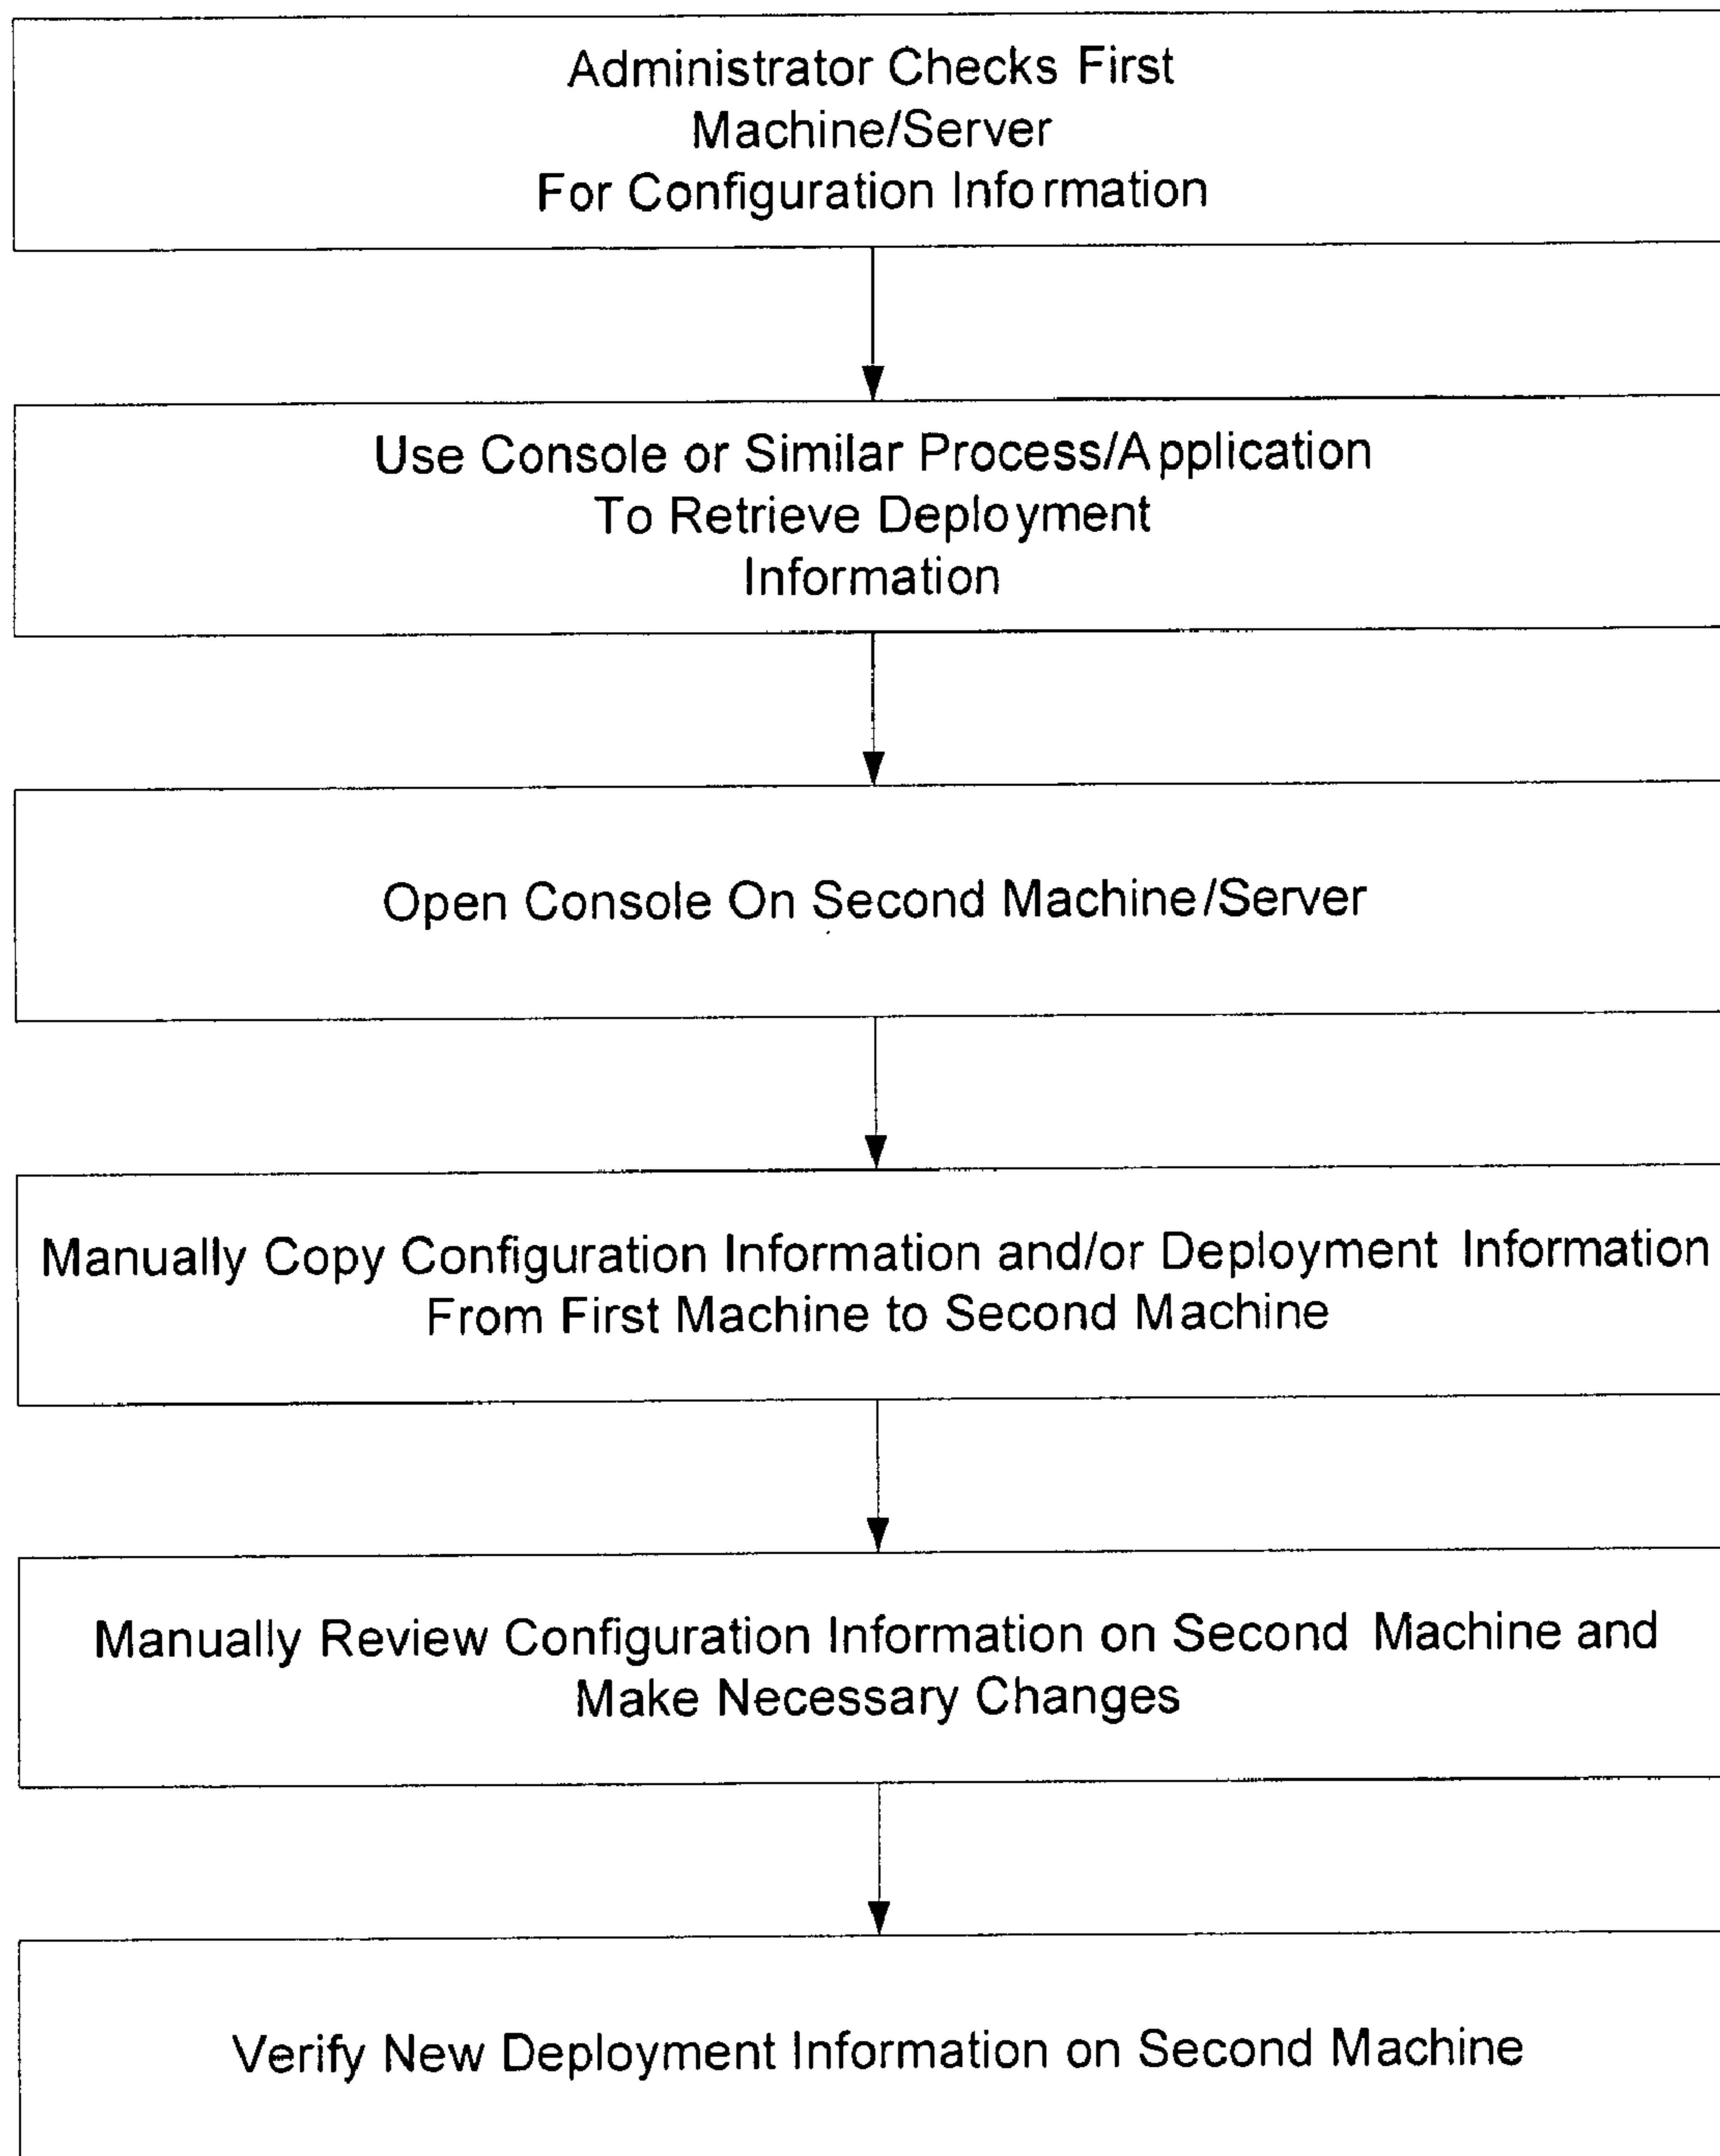 Administrator Checks First
Machine/Server
For Configuration Information
Use Console or Similar Process/Application
To Retrieve Deployment
Information
Open Console On Second Machine/Server
Manually Copy Configuration Information and/or Deployment Information
From First Machine to Second Machine
Manually Review Configuration Information on Second Machine and
Make Necessary Changes
Verify New Deployment Information on Second Machine